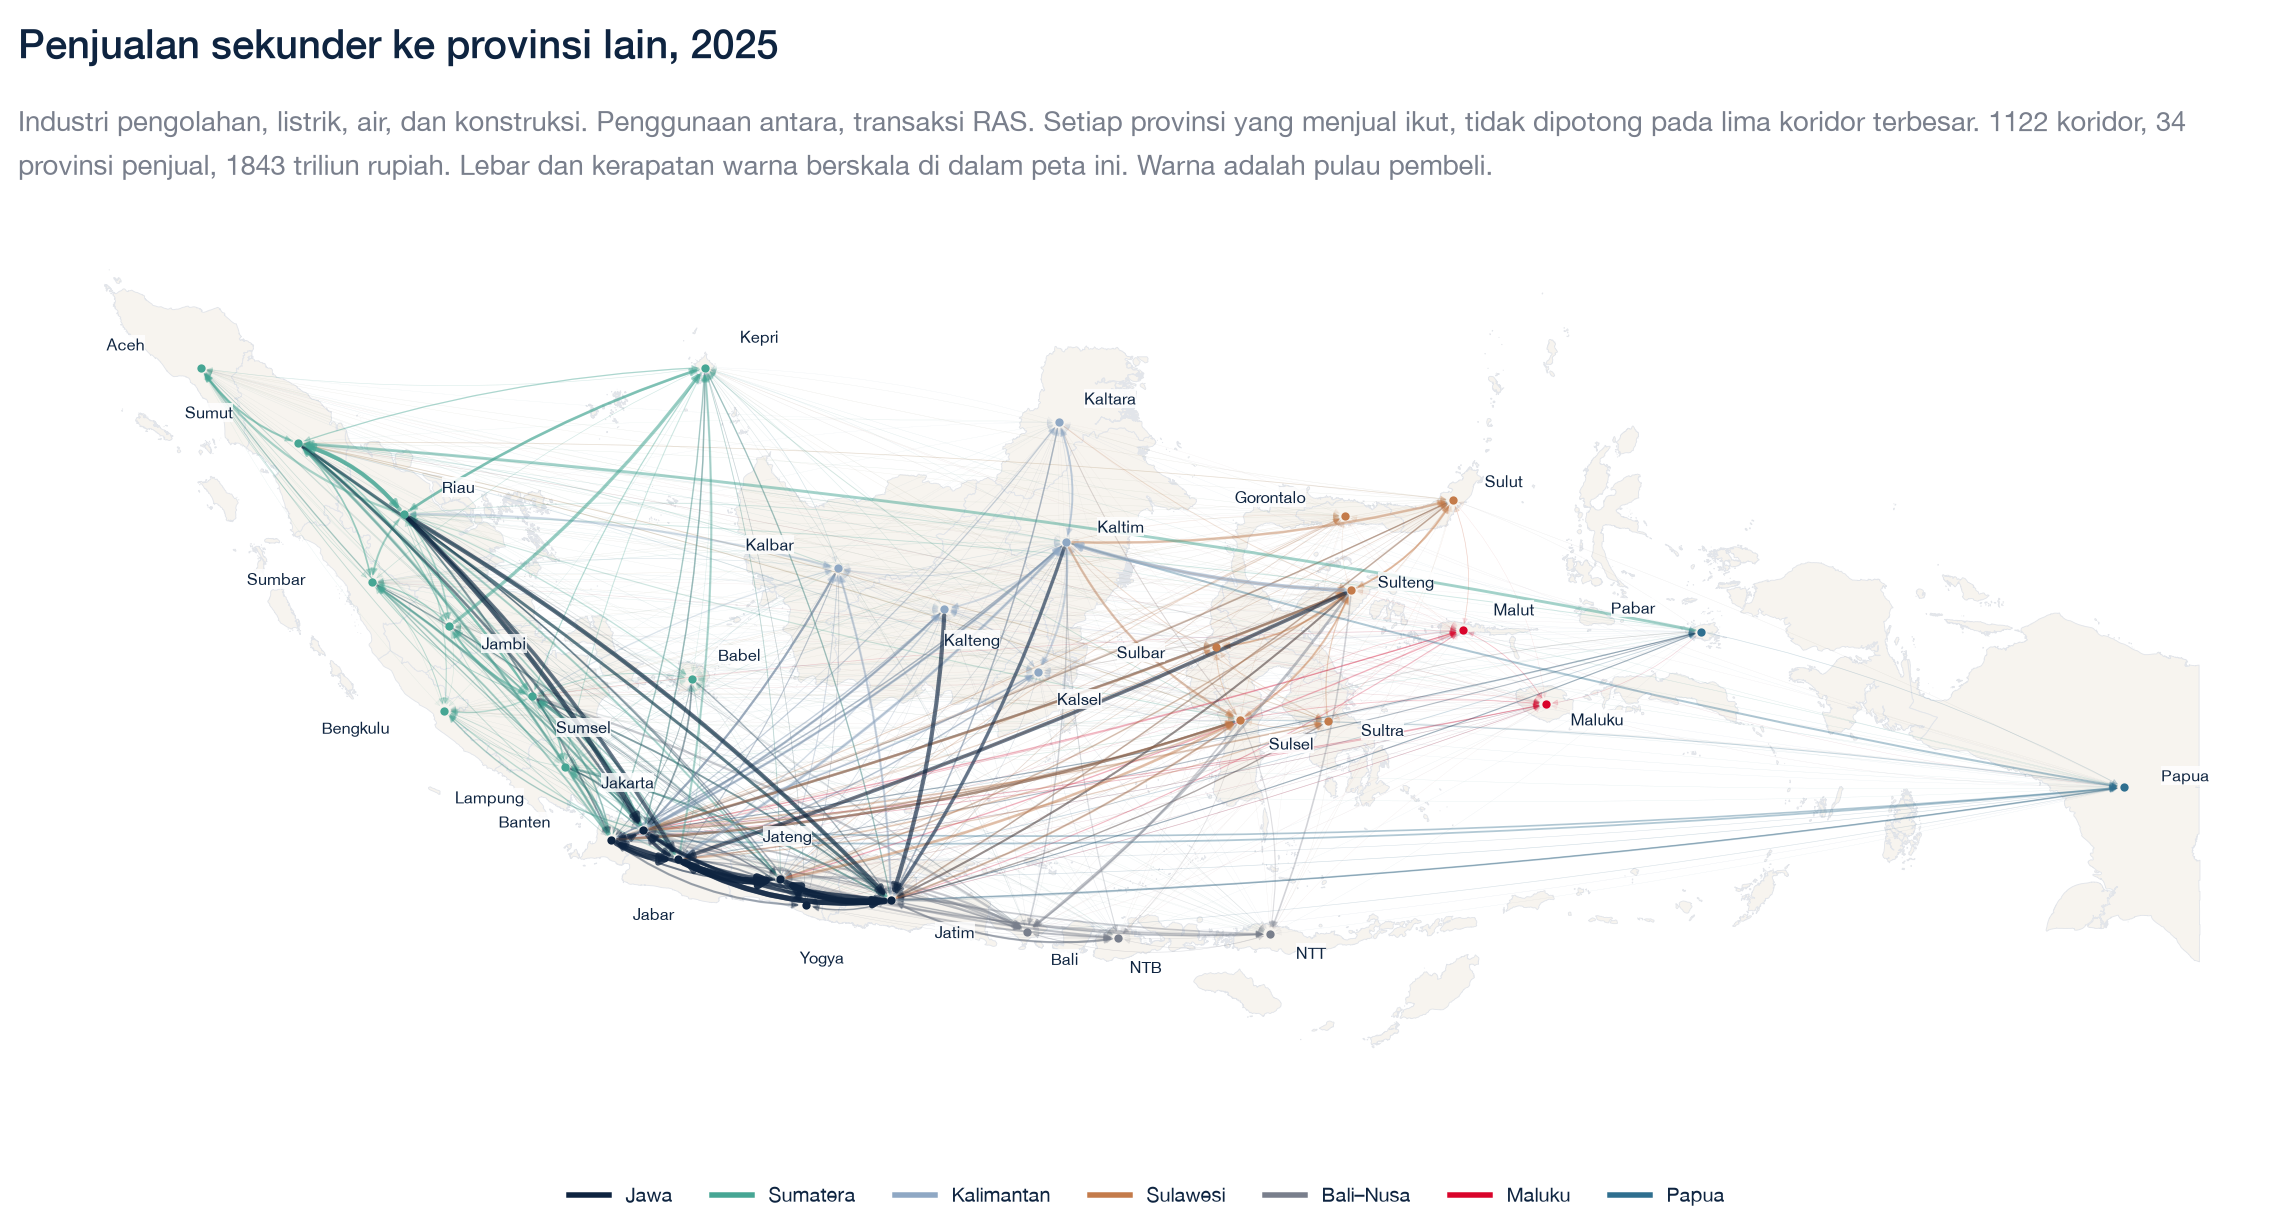 Penjualan sekunder ke provinsi lain, 2025
Industri pengolahan, listrik, air, dan konstruksi. Penggunaan antara, transaksi RAS. Setiap provinsi yang menjual ikut, tidak dipotong pada lima koridor terbesar. 1122 koridor, 34
provinsi penjual, 1843 triliun rupiah. Lebar dan kerapatan warna berskala di dalam peta ini. Warna adalah pulau pembeli.
Kepri
Aceh
Kaltara
Sumut
Sulut
Riau
Gorontalo
Kaltim
Kalbar
Sumbar
Sulteng
Malut
Pabar
Kalteng
Jambi
Sulbar
Babel
Kalsel
Maluku
Bengkulu
Sumsel
Sultra
Sulsel
Papua
Jakarta
Lampung
Banten
Jateng
Jabar
Jatim
NTT
Yogya
Bali
NTB
Jawa
Sumatera
Kalimantan
Sulawesi
Bali–Nusa
Maluku
Papua